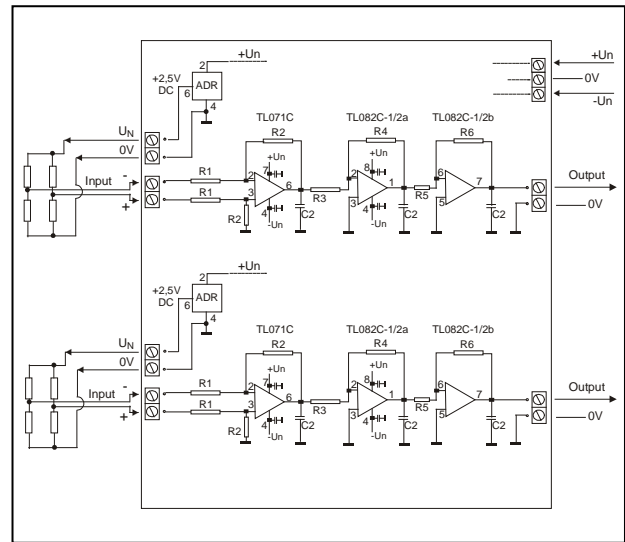 +Un
2
+2,5V
DC
6
ADR
4
+Un
0V
-Un
UN
0V
TL071C
TL082C-1/2a
TL082C-1/2b
R2
R4
R6
+Un
7
+Un
8
Input
-
+
R1
R1
2
3
6
4
-Un
R2
C2
R3
2
3
1
4
-Un
C2
R5
6
5
7
C2
Output
0V
+Un
2
+2,5V
DC
6
ADR
4
UN
0V
TL071C
TL082C-1/2a
TL082C-1/2b
R2
R4
R6
+Un
7
+Un
8
Input
-
+
R1
R1
2
3
6
4
-Un
R2
C2
R3
2
3
1
4
-Un
C2
R5
6
5
7
C2
Output
0V